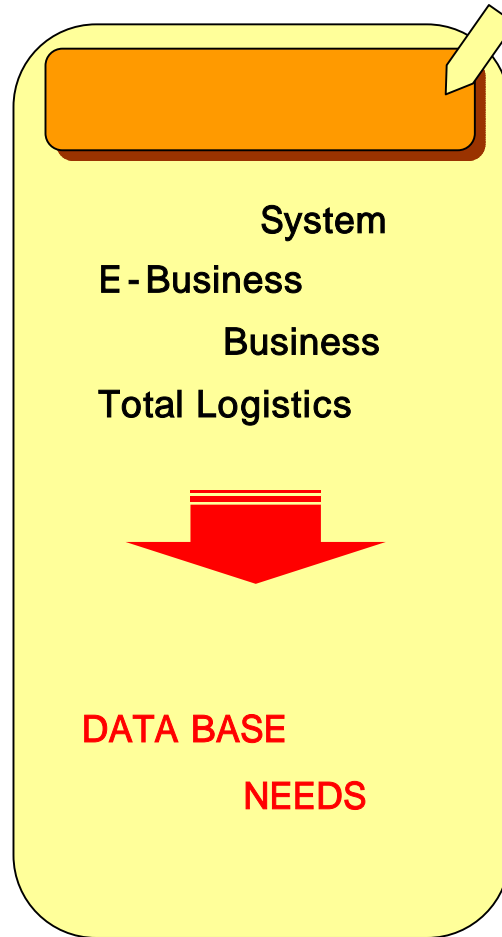 System
E-Business
Business
Total Logistics
DATA BASE
NEEDS